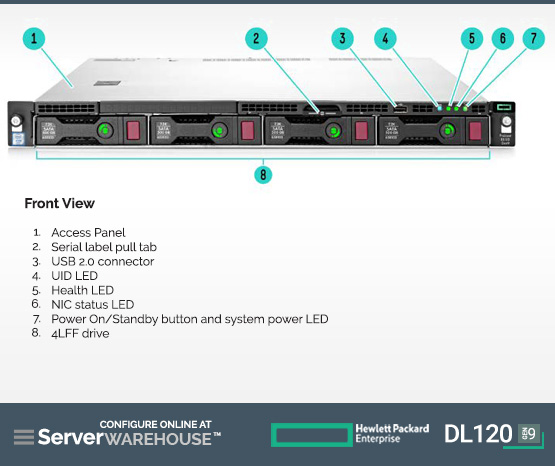 1 2 3 4 5 6 7
8
Front View
1. Access Panel
2. Serial label pull tab
3. USB 2.0 connector
4. UID LED
5. Health LED
6. NIC status LED
7. Power On/Standby button and system power LED
8. 4LFF drive
CONFIGURE ONLINE AT
ServerWAREHOUSE™
Hewlett Packard
Enterprise
DL120
9